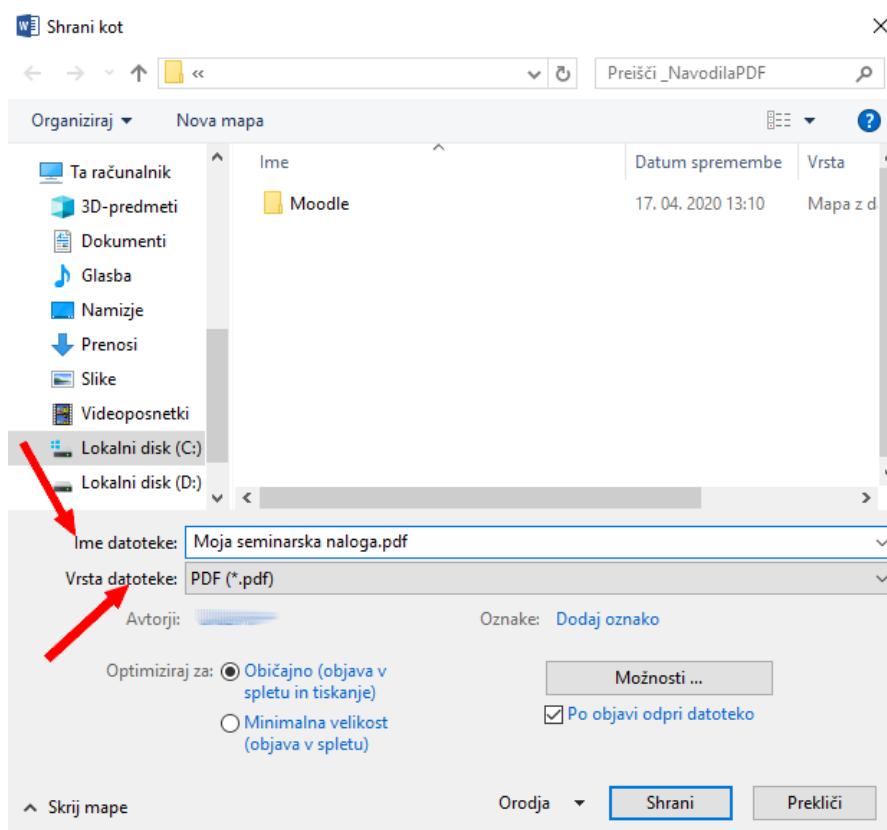 Shrani kot
«
Preišči _NavodilaPDF
Organiziraj
Nova mapa
?
Ime
Datum spremembe
Vrsta
Moodle
17. 04. 2020 13:10
Mapa z d
Ta računalnik
3D-predmeti
Dokumenti
Glasba
Namizje
Prenosi
Slike
Videoposnetki
Lokalni disk (C:)
Lokalni disk (D:)
Ime datoteke: Moja seminarska naloga.pdf
Vrsta datoteke: PDF (*.pdf)
Avtorji:
Oznake: Dodaj oznako
Optimiziraj za:
Običajno (objava v
spletu in tiskanje)
Minimalna velikost
(objava v spletu)
Možnosti ...
Po objavi odpri datoteko
Skrij mape
Orodja
Shrani
Prekliči